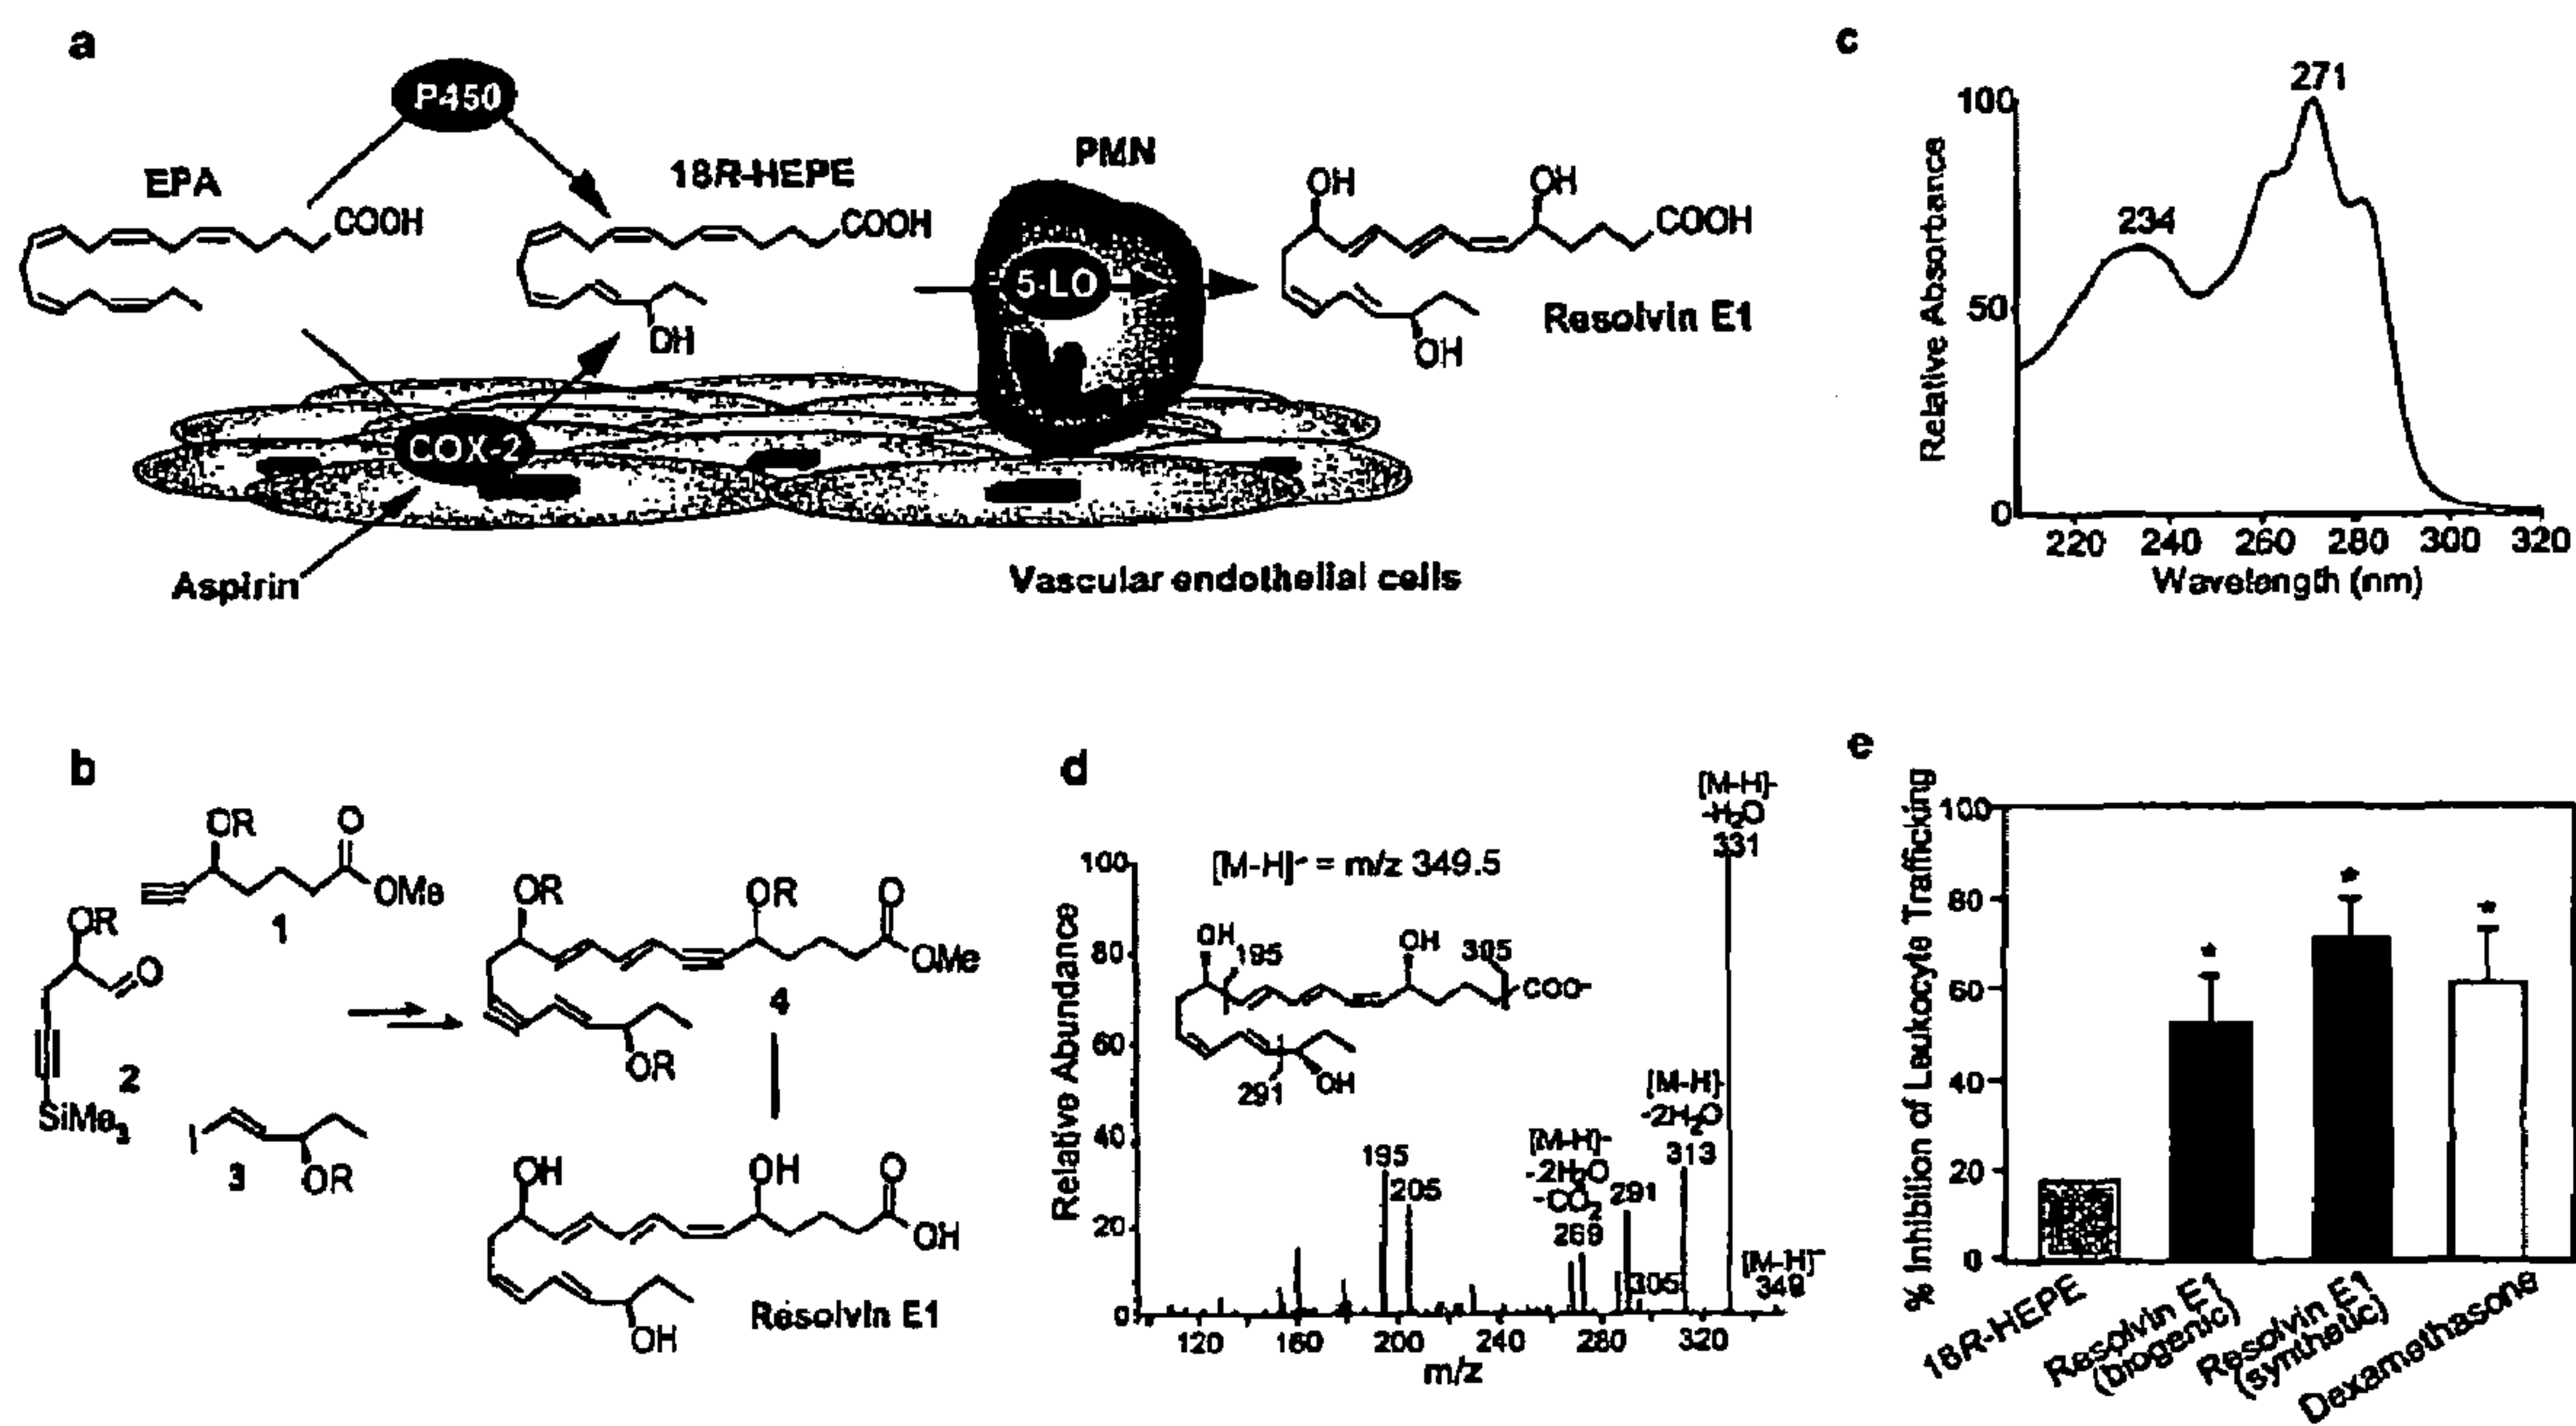 a
P450
EPA
COOH
18R-HEPE
COOH
OH
PMN
5-LO
OH
OH
COOH
Resolvin E1
OH
COX-2
Aspirin
Vascular endothelial cells
b
OR
O
OMe
1
OR
O
2
SiMe3
I
3
OR
OR
OR
O
OMe
4
OR
OH
OH
O
OH
OH
Resolvin E1
c
Relative Absorbance
100
50
0
234
271
220 240 260 280 300 320
Wavelength (nm)
d
Relative Abundance
100
80
60
40
20
0
[M-H]- = m/z 349.5
OH
195
OH
305
COO-
291
OH
195
205
[M-H]-
-2H2O
-CO2
269
291
305
[M-H]-
-2H2O
313
[M-H]-
-H2O
331
[M-H]-
349
120 160 200 240 280 320
m/z
e
% Inhibition of Leukocyte Trafficking
100
80
60
40
20
0
*
*
*
18R-HEPE
Resolvin E1
(biogenic)
Resolvin E1
(synthetic)
Dexamethasone